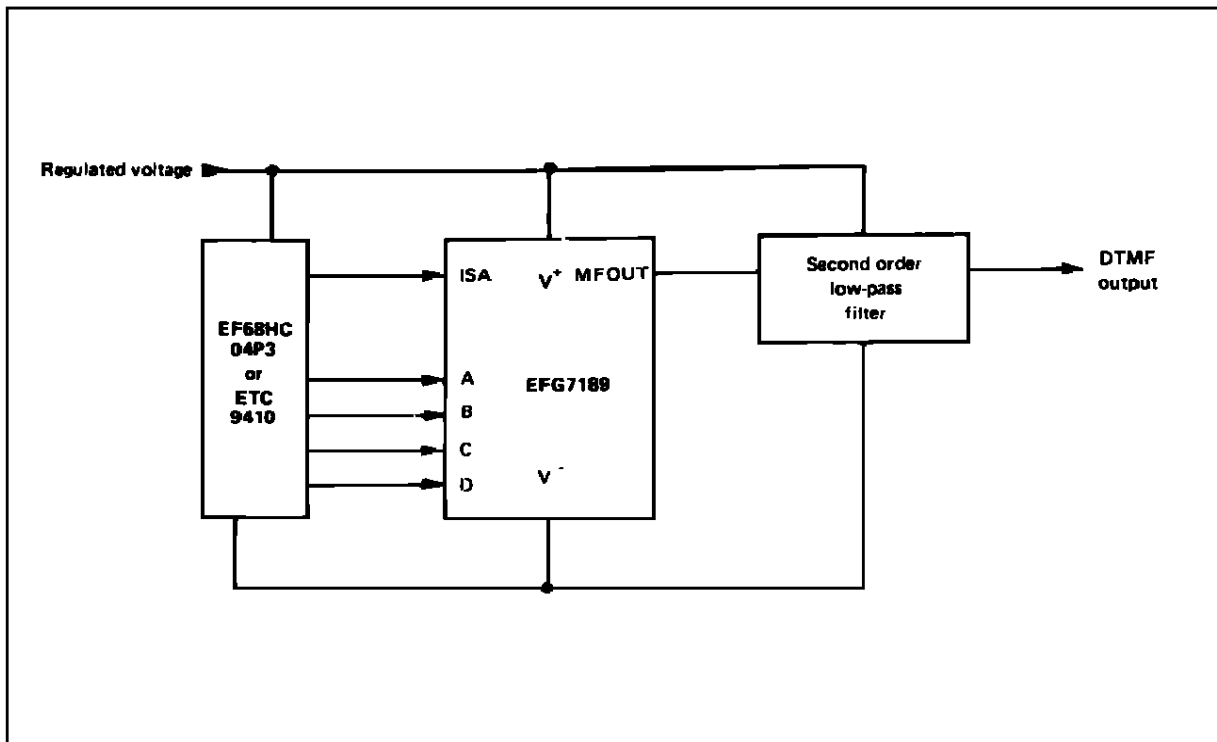 Regulated voltage
EF68HC
04P3
or
ETC
9410
ISA
V+
MFOUT
A
B
C
D
EFG7189
V-
Second order
low-pass
filter
DTMF
output